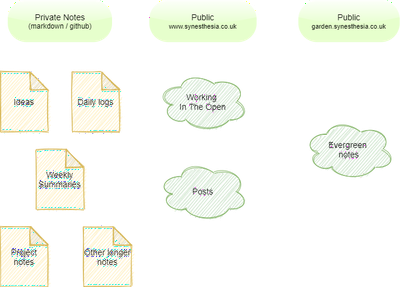 Private Notes
(markdown / github)
Public
www.synesthesia.co.uk
Public
garden.synesthesia.co.uk
Ideas
Daily logs
Working
In The Open
Evergreen
notes
Weekly
Summaries
Posts
Project
notes
Other longer
notes